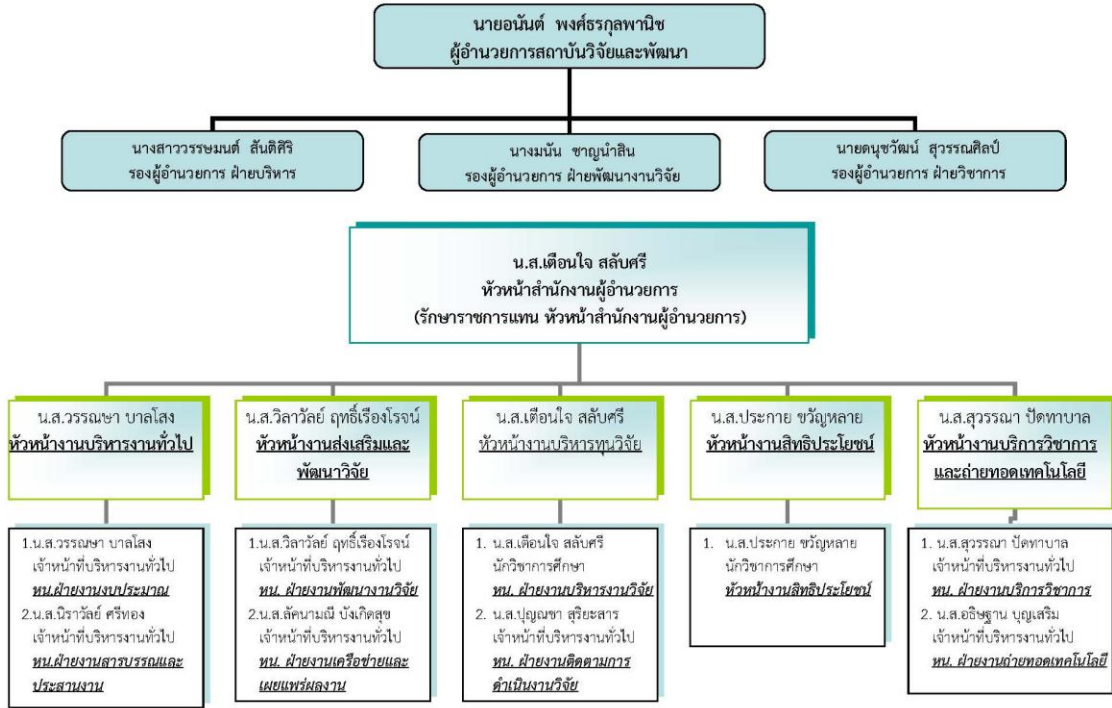 นายอนันต์ พงศ์ธรกุลพานิช
ผู้อำนวยการสถาบันวิจัยและพัฒนา
นางสาววรรษมนต์ สันติศิริ
รองผู้อำนวยการ ฝ่ายบริหาร
นางมนัน ชาญนำสิน
รองผู้อำนวยการ ฝ่ายพัฒนางานวิจัย
นายดนุชวัฒน์ สุวรรณศิลป์
รองผู้อำนวยการ ฝ่ายวิชาการ
น.ส.เตือนใจ สลับศรี
หัวหน้าสำนักงานผู้อำนวยการ
(รักษาราชการแทน หัวหน้าสำนักงานผู้อำนวยการ)
น.ส.วรรณษา บาลโสง
หัวหน้างานบริหารงานทั่วไป
น.ส.วิลาวัลย์ ฤทธิ์เรืองโรจน์
หัวหน้างานส่งเสริมและ
พัฒนาวิจัย
น.ส.เตือนใจ สลับศรี
หัวหน้างานบริหารทุนวิจัย
น.ส.ประกาย ขวัญหลาย
หัวหน้างานสิทธิประโยชน์
น.ส.สุวรรณา ปัดทาบาล
หัวหน้างานบริการวิชาการ
และถ่ายทอดเทคโนโลยี
1.น.ส.วรรณษา บาลโสง
เจ้าหน้าที่บริหารงานทั่วไป
หน.ฝ่ายงานงบประมาณ
2.น.ส.นิราวัลย์ ศรีทอง
เจ้าหน้าที่บริหารงานทั่วไป
หน.ฝ่ายงานสารบรรณและ
ประสานงาน
1.น.ส.วิลาวัลย์ ฤทธิ์เรืองโรจน์
เจ้าหน้าที่บริหารงานทั่วไป
หน. ฝ่ายงานพัฒนางานวิจัย
2.น.ส.ลัคนามณี บังเกิดสุข
เจ้าหน้าที่บริหารงานทั่วไป
หน. ฝ่ายงานเครือข่ายและ
เผยแพร่ผลงาน
1. น.ส.เตือนใจ สลับศรี
นักวิชาการศึกษา
หน. ฝ่ายงานบริหารงานวิจัย
2. น.ส.ปุญณชา สุริยะสาร
เจ้าหน้าที่บริหารงานทั่วไป
หน. ฝ่ายงานติดตามการ
ดำเนินงานวิจัย
1. น.ส.ประกาย ขวัญหลาย
นักวิชาการศึกษา
หัวหน้างานสิทธิประโยชน์
1. น.ส.สุวรรณา ปัดทาบาล
เจ้าหน้าที่บริหารงานทั่วไป
หน. ฝ่ายงานบริการวิชาการ
2. น.ส.อธิษฐาน บุญเสริม
เจ้าหน้าที่บริหารงานทั่วไป
หน. ฝ่ายงานถ่ายทอดเทคโนโลยี